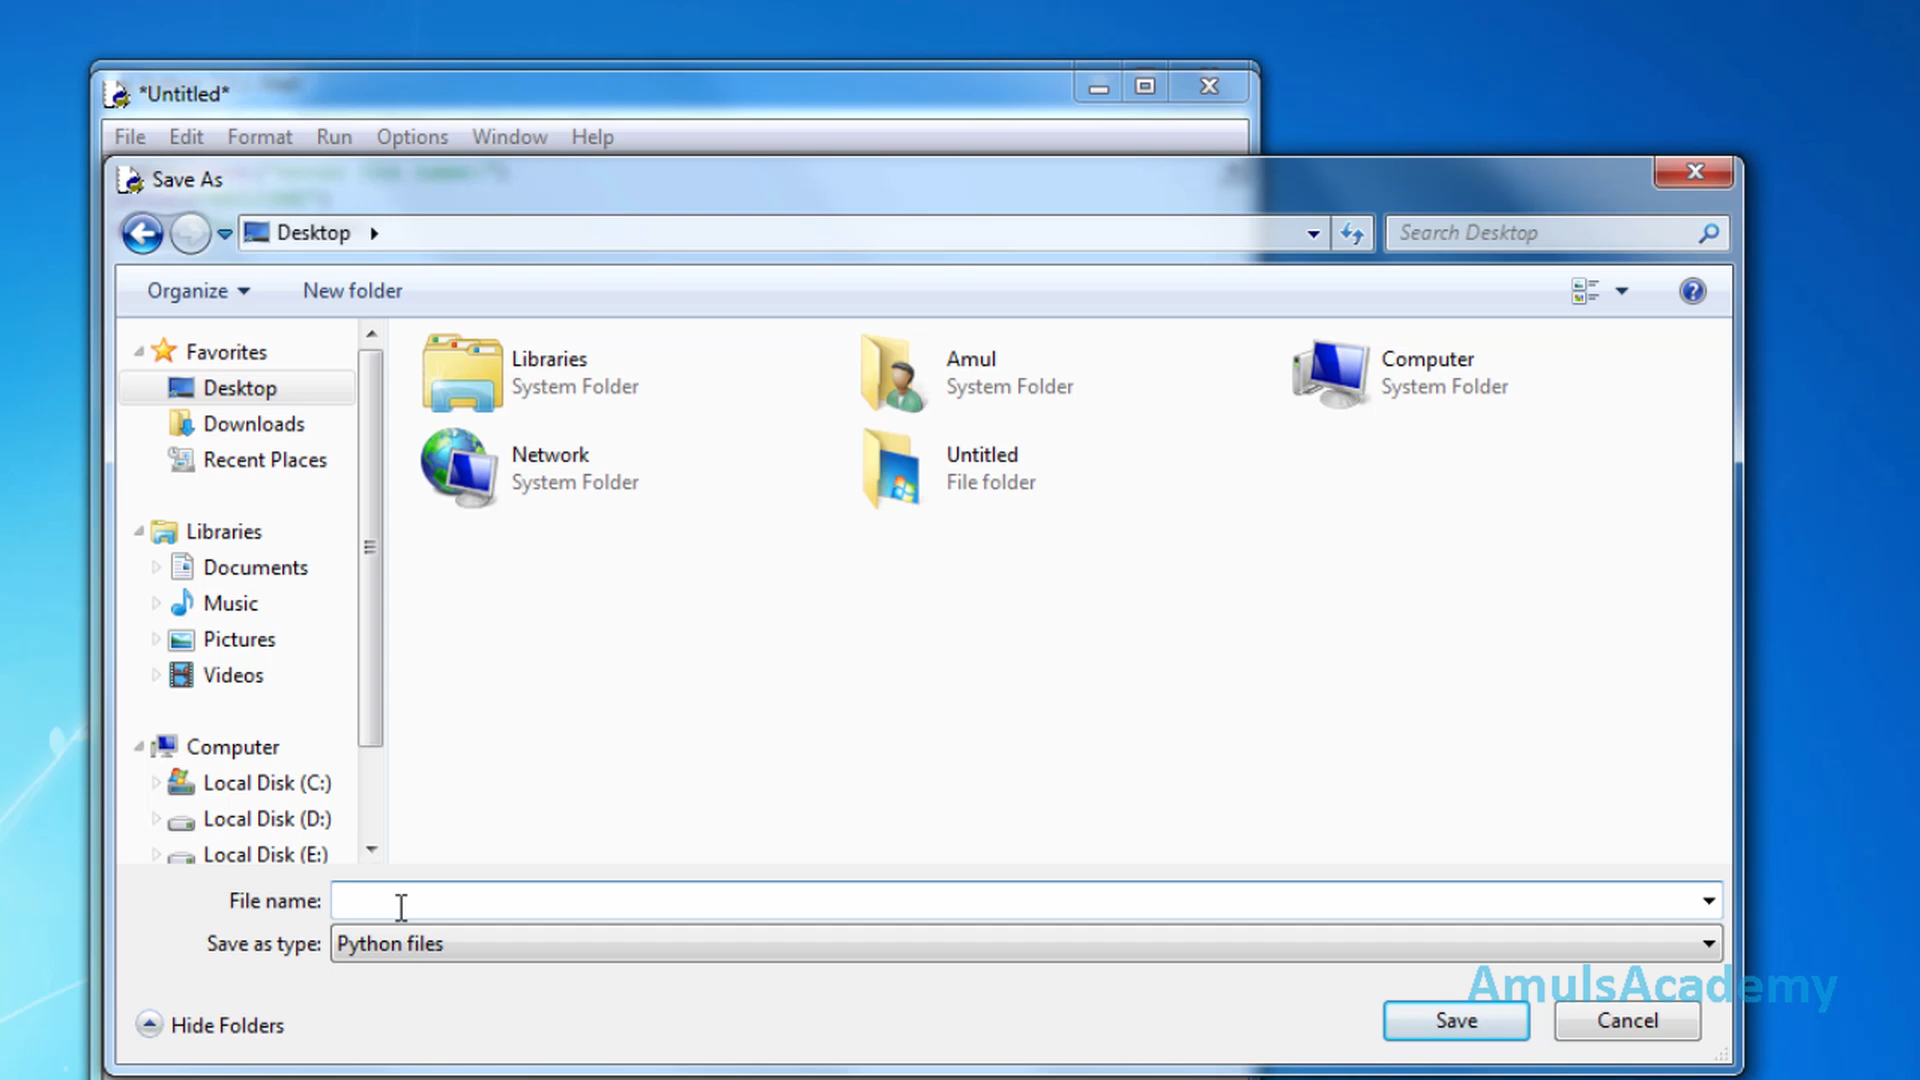 *Untitled*
File Edit Format Run Options Window Help
Save As
Desktop
Search Desktop
Organize New folder
Favorites
Desktop
Downloads
Recent Places
Libraries
Documents
Music
Pictures
Videos
Computer
Local Disk (C:)
Local Disk (D:)
Local Disk (E:)
Libraries
System Folder
Amul
System Folder
Computer
System Folder
Network
System Folder
Untitled
File folder
File name:
Save as type: Python files
AmulsAcademy
Hide Folders
Save Cancel